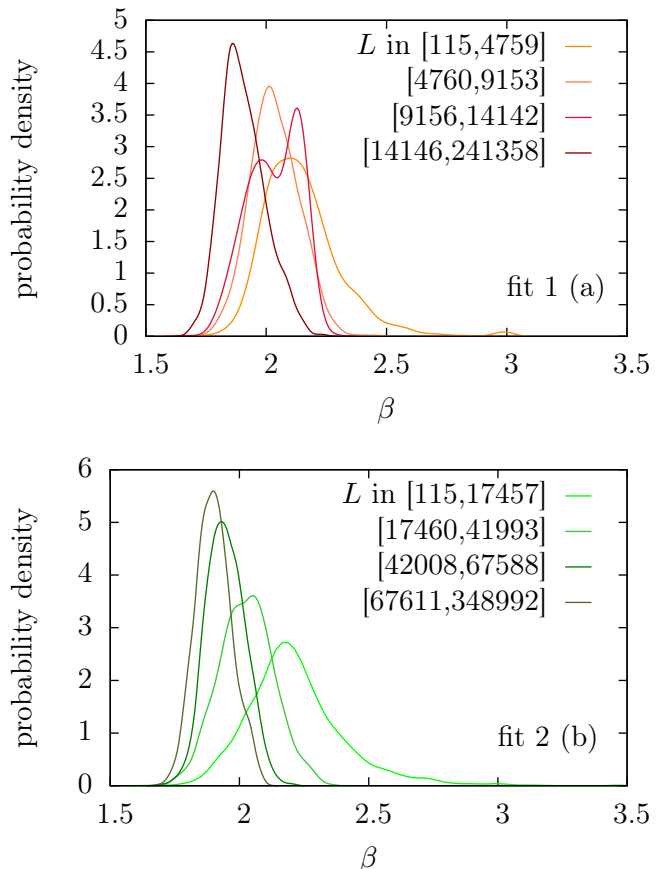 5
4.5
4
3.5
3
2.5
2
1.5
1
0.5
0
probability density
L in [115,4759]
[4760,9153]
[9156,14142]
[14146,241358]
fit 1 (a)
1.5 2 2.5 3 3.5
β
6
5
4
3
2
1
0
probability density
L in [115,17457]
[17460,41993]
[42008,67588]
[67611,348992]
fit 2 (b)
1.5 2 2.5 3 3.5
β